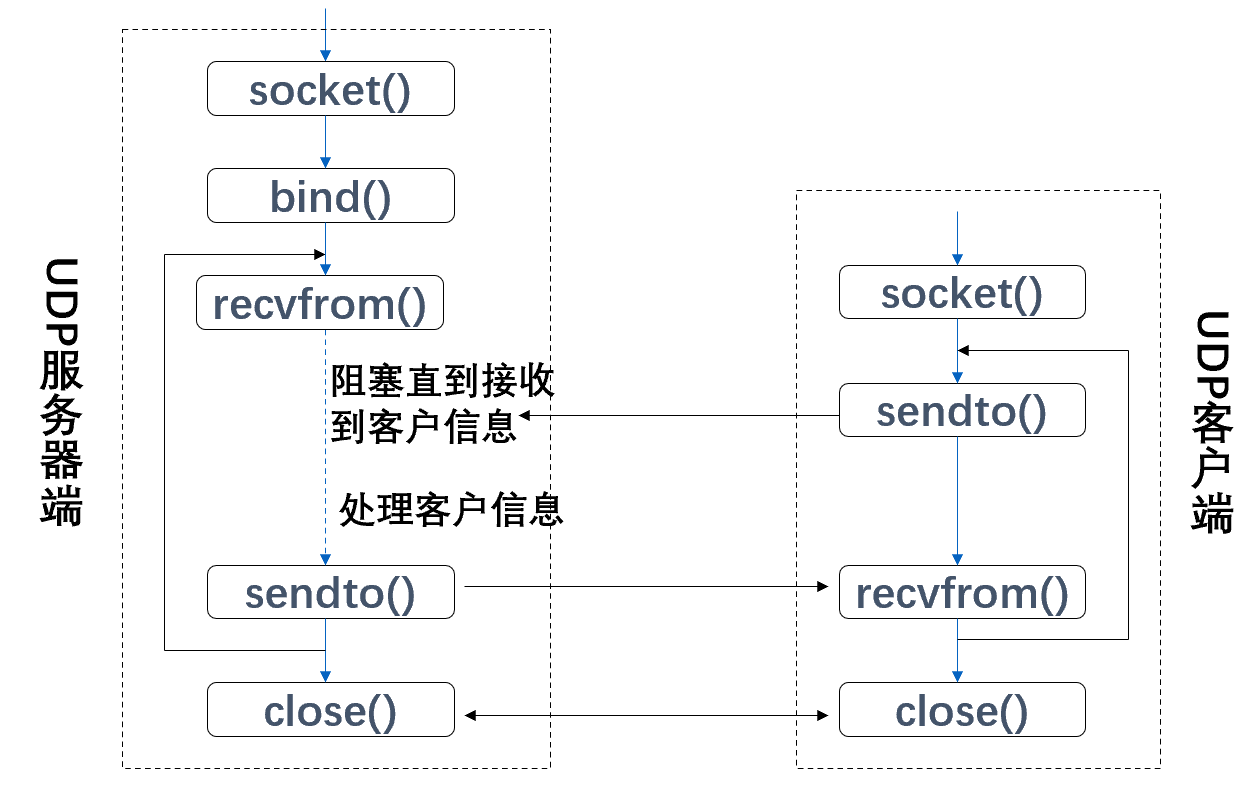 UDP服务器端
socket()
bind()
recvfrom()
阻塞直到接收
到客户信息
处理客户信息
sendto()
close()
socket()
sendto()
recvfrom()
close()
UDP客户端